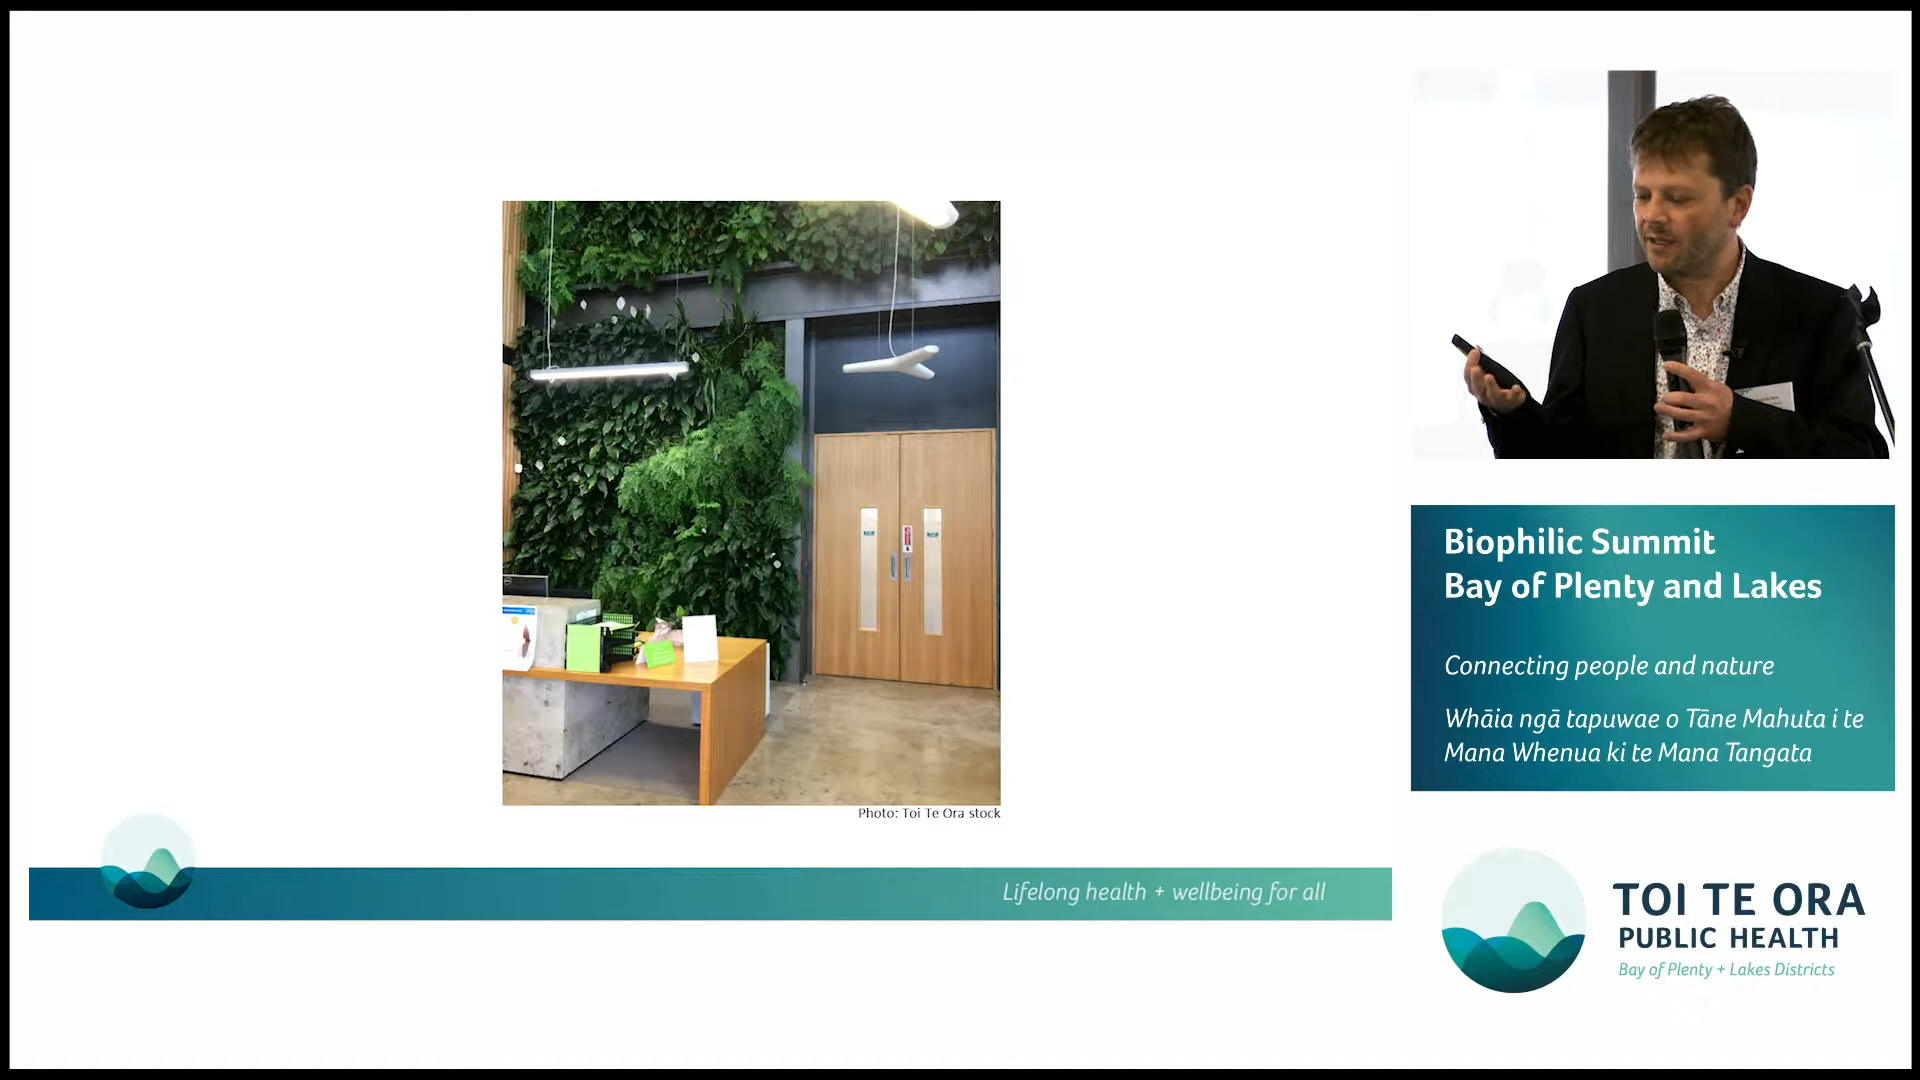 Photo: Toi Te Ora stock
Lifelong health + wellbeing for all
Biophilic Summit
Bay of Plenty and Lakes
Connecting people and nature
Whāia ngā tapuwae o Tāne Mahuta i te
Mana Whenua ki te Mana Tangata
TOI TE ORA
PUBLIC HEALTH
Bay of Plenty + Lakes Districts